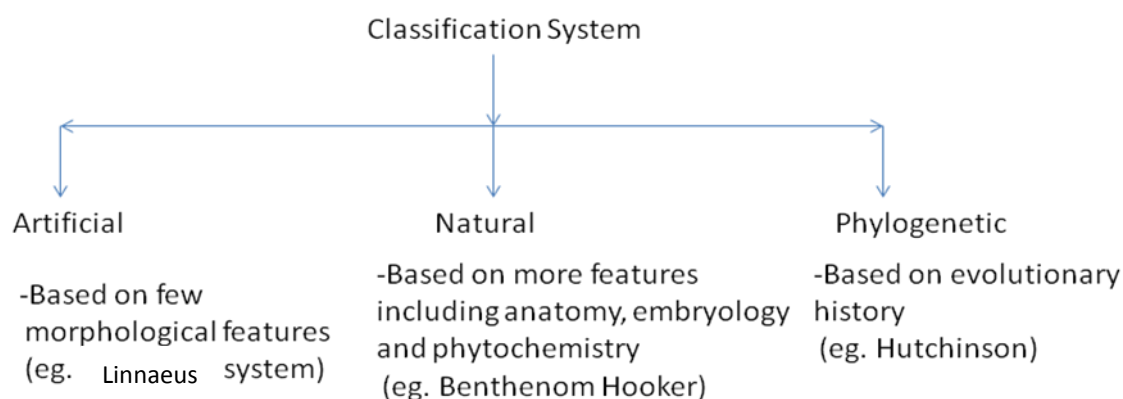 Classification System
Artificial
-Based on few
morphological features
(eg. Linnaeus system)
Natural
-Based on more features
including anatomy, embryology
and phytochemistry
(eg. Benthenom Hooker)
Phylogenetic
-Based on evolutionary
history
(eg. Hutchinson)